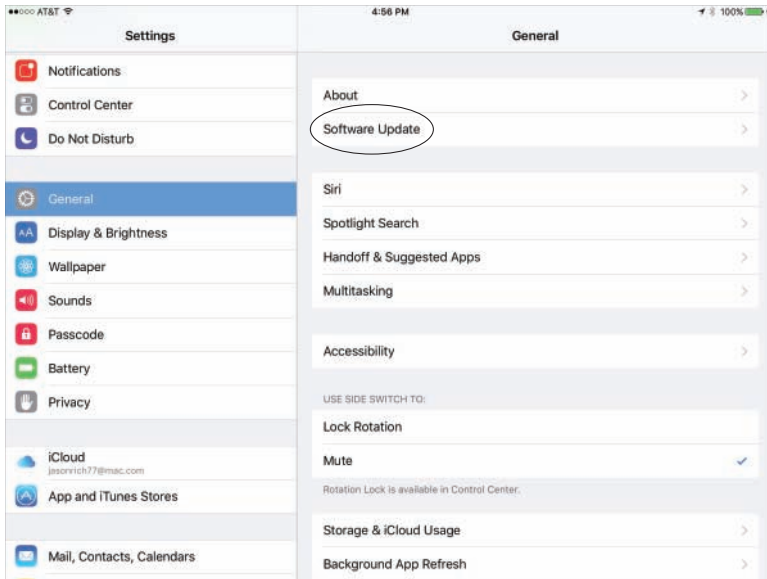 AT&T
4:56 PM
100%
Settings
Notifications
Control Center
Do Not Disturb
General
Display & Brightness
AA
Wallpaper
Sounds
Passcode
Battery
Privacy
iCloud
jasonrich77@mac.com
App and iTunes Stores
Mail, Contacts, Calendars
General
About
Software Update
Siri
Spotlight Search
Handoff & Suggested Apps
Multitasking
Accessibility
USE SIDE SWITCH TO:
Lock Rotation
Mute
Rotation Lock is available in Control Center.
Storage & iCloud Usage
Background App Refresh